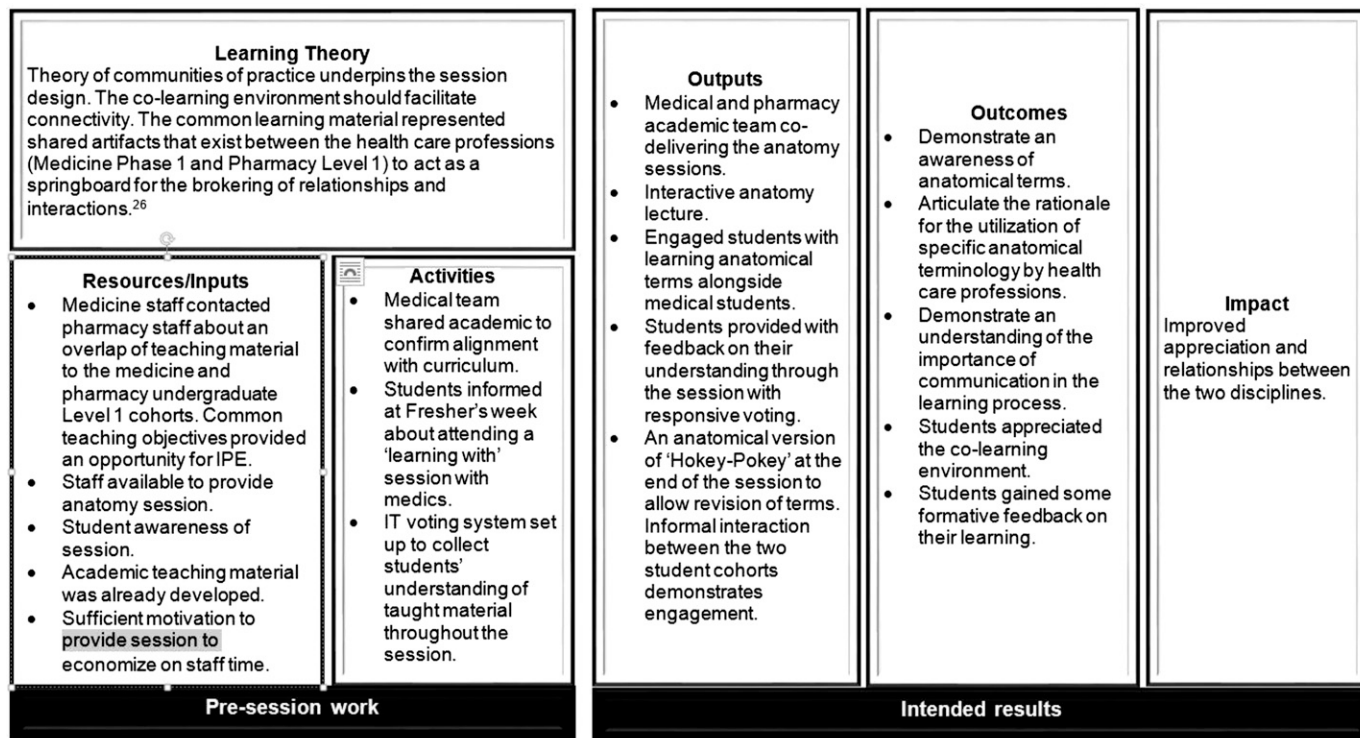 Learning Theory
Theory of communities of practice underpins the session
design. The co-learning environment should facilitate
connectivity. The common learning material represented
shared artifacts that exist between the health care professions
(Medicine Phase 1 and Pharmacy Level 1) to act as a
springboard for the brokering of relationships and
interactions.26
Resources/Inputs
• Medicine staff contacted
pharmacy staff about an
overlap of teaching material
to the medicine and
pharmacy undergraduate
Level 1 cohorts. Common
teaching objectives provided
an opportunity for IPE.
• Staff available to provide
anatomy session.
• Student awareness of
session.
• Academic teaching material
was already developed.
• Sufficient motivation to
provide session to
economize on staff time.
Activities
• Medical team
shared academic to
confirm alignment
with curriculum.
• Students informed
at Fresher's week
about attending a
'learning with'
session with
medics.
• IT voting system set
up to collect
students'
understanding of
taught material
throughout the
session.
Pre-session work
Outputs
• Medical and pharmacy
academic team co-
delivering the anatomy
sessions.
• Interactive anatomy
lecture.
• Engaged students with
learning anatomical
terms alongside
medical students.
• Students provided with
feedback on their
understanding through
the session with
responsive voting.
• An anatomical version
of 'Hokey-Pokey' at the
end of the session to
allow revision of terms.
Informal interaction
between the two
student cohorts
demonstrates
engagement.
Outcomes
• Demonstrate an
awareness of
anatomical terms.
• Articulate the rationale
for the utilization of
specific anatomical
terminology by health
care professions.
• Demonstrate an
understanding of the
importance of
communication in the
learning process.
• Students appreciated
the co-learning
environment.
• Students gained some
formative feedback on
their learning.
Impact
Improved
appreciation and
relationships between
the two disciplines.
Intended results